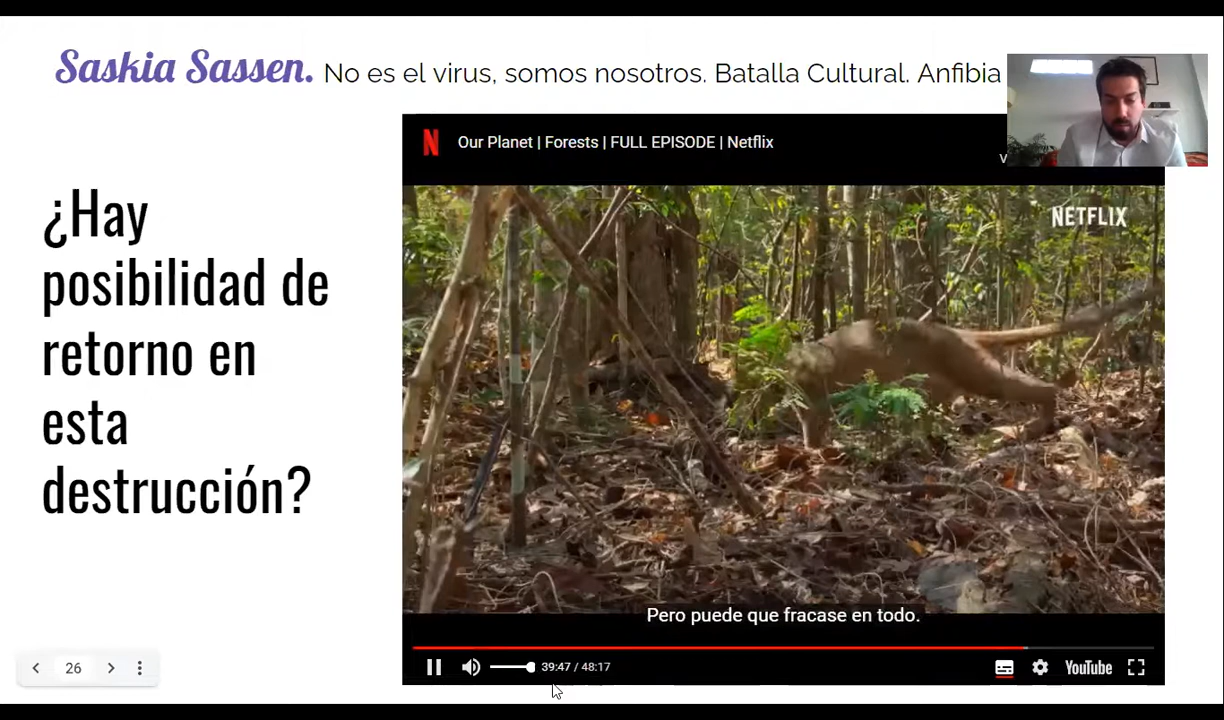 Saskia Sassen. No es el virus, somos nosotros. Batalla Cultural. Anfibia
Our Planet | Forests | FULL EPISODE | Netflix
NETFLIX
¿Hay
posibilidad de
retorno en
esta
destrucción?
Pero puede que fracase en todo.
39:47 / 48:17
YouTube
26